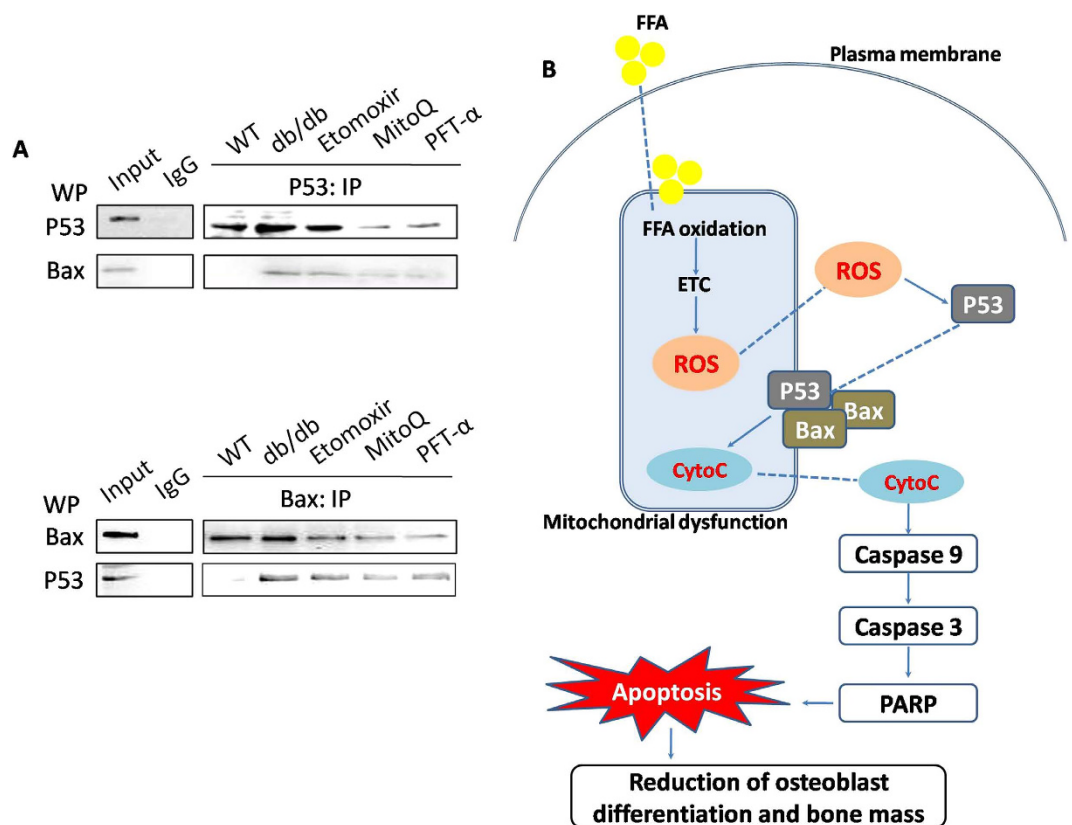 A
Input
IgG
WT
db/db
Etomoxir
MitoQ
PFT-α
WP
P53: IP
P53
Bax
Input
IgG
WT
db/db
Etomoxir
MitoQ
PFT-α
WP
Bax: IP
Bax
P53
B
FFA
Plasma membrane
FFA oxidation
ETC
ROS
ROS
P53
P53
Bax
Bax
CytoC
CytoC
Mitochondrial dysfunction
Caspase 9
Caspase 3
PARP
Apoptosis
Reduction of osteoblast
differentiation and bone mass